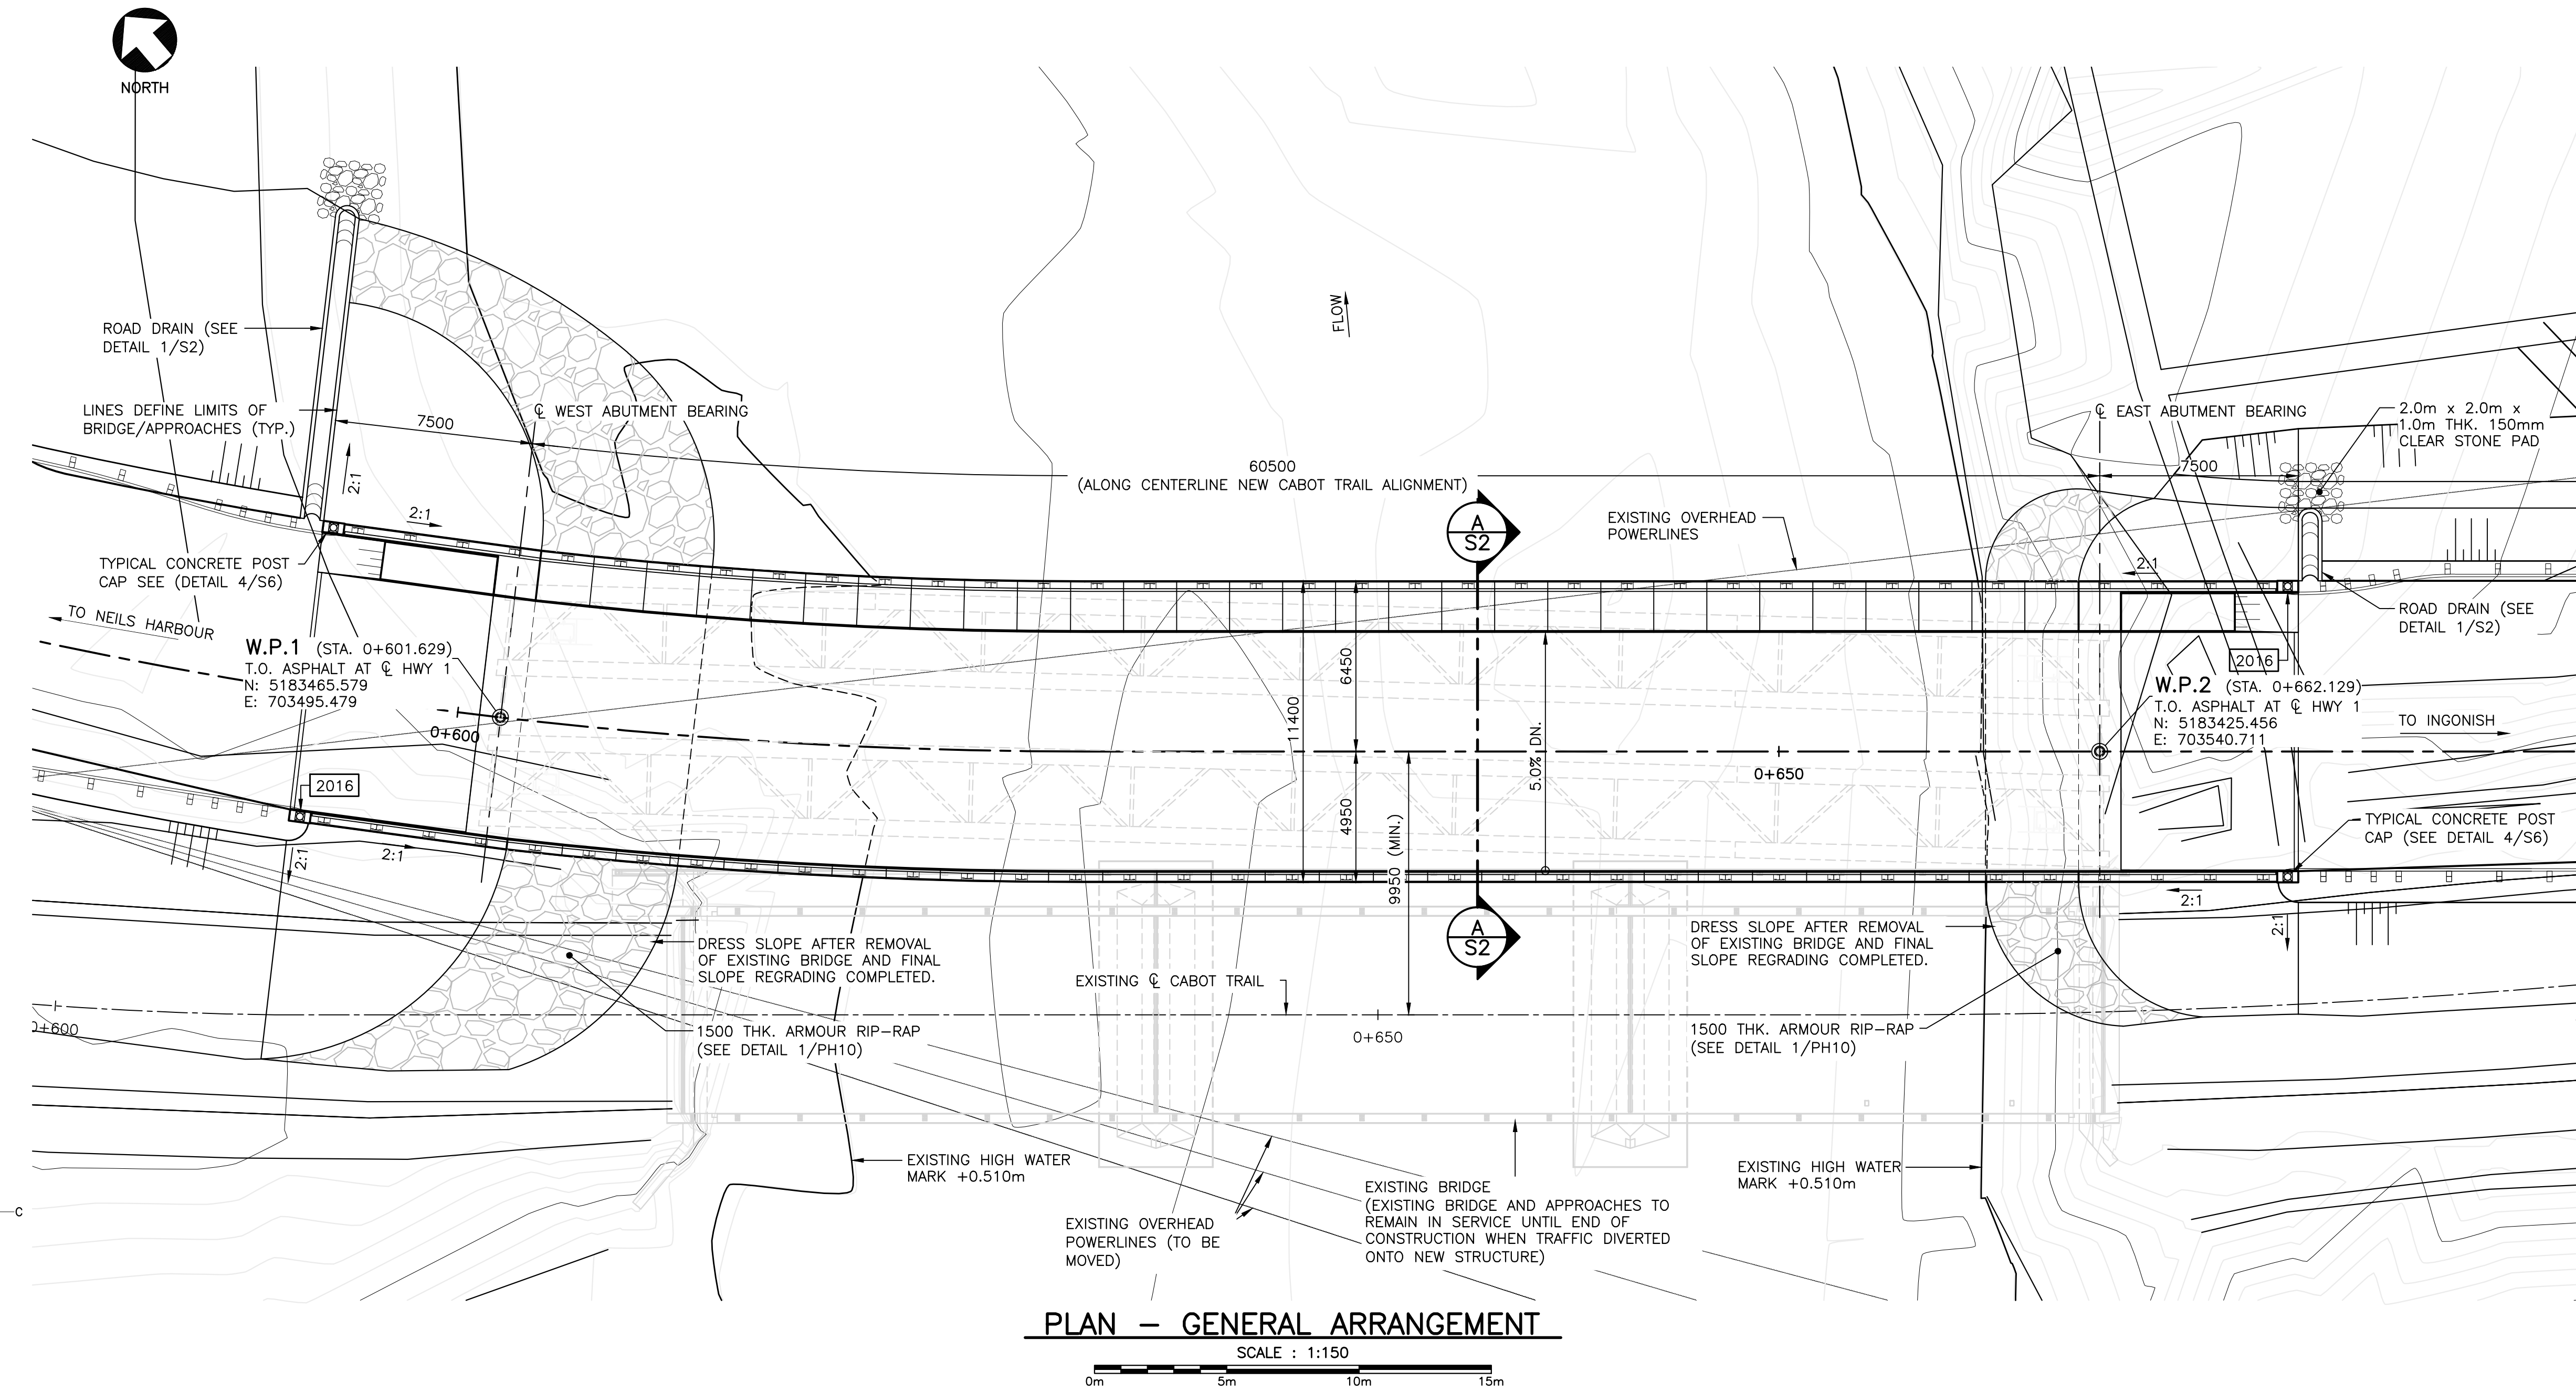 NORTH
ROAD DRAIN (SEE
DETAIL 1/S2)
LINES DEFINE LIMITS OF
BRIDGE/APPROACHES (TYP.)
7500
℄ WEST ABUTMENT BEARING
60500
(ALONG CENTERLINE NEW CABOT TRAIL ALIGNMENT)
FLOW
℄ EAST ABUTMENT BEARING
7500
2.0m x 2.0m x
1.0m THK. 150mm
CLEAR STONE PAD
2:1
2:1
A
S2
EXISTING OVERHEAD
POWERLINES
2:1
TYPICAL CONCRETE POST
CAP SEE (DETAIL 4/S6)
TO NEILS HARBOUR
W.P.1 (STA. 0+601.629)
T.O. ASPHALT AT ℄ HWY 1
N: 5183465.579
E: 703495.479
0+600
2016
2:1
2:1
11400
6450
4950
9950 (MIN.)
5.0% DN.
0+650
ROAD DRAIN (SEE
DETAIL 1/S2)
2016
W.P.2 (STA. 0+662.129)
T.O. ASPHALT AT ℄ HWY 1
N: 5183425.456
E: 703540.711
TO INGONISH
TYPICAL CONCRETE POST
CAP (SEE DETAIL 4/S6)
2:1
2:1
A
S2
DRESS SLOPE AFTER REMOVAL
OF EXISTING BRIDGE AND FINAL
SLOPE REGRADING COMPLETED.
DRESS SLOPE AFTER REMOVAL
OF EXISTING BRIDGE AND FINAL
SLOPE REGRADING COMPLETED.
EXISTING ℄ CABOT TRAIL
0+600
0+650
1500 THK. ARMOUR RIP-RAP
(SEE DETAIL 1/PH10)
1500 THK. ARMOUR RIP-RAP
(SEE DETAIL 1/PH10)
EXISTING HIGH WATER
MARK +0.510m
EXISTING HIGH WATER
MARK +0.510m
EXISTING OVERHEAD
POWERLINES (TO BE
MOVED)
EXISTING BRIDGE
(EXISTING BRIDGE AND APPROACHES TO
REMAIN IN SERVICE UNTIL END OF
CONSTRUCTION WHEN TRAFFIC DIVERTED
ONTO NEW STRUCTURE)
C
PLAN - GENERAL ARRANGEMENT
SCALE : 1:150
0m 5m 10m 15m